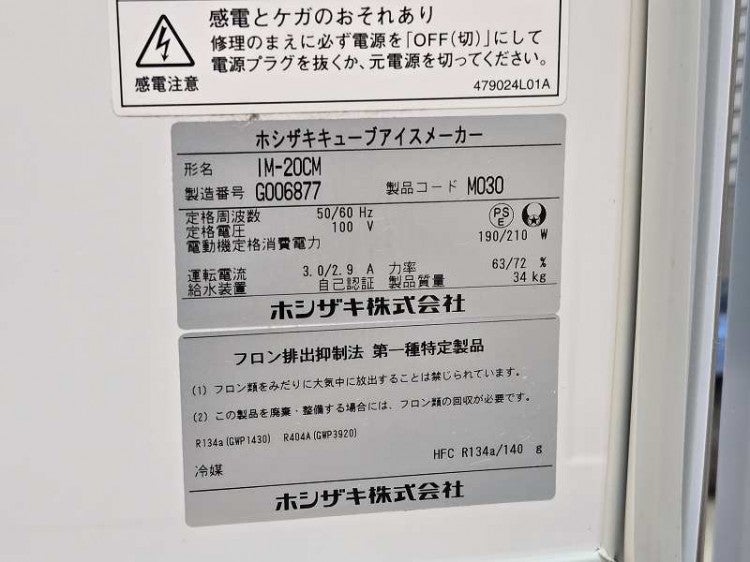 感電とケガのおそれあり
修理のまえに必ず電源を「OFF(切)」にして
電源プラグを抜くか、元電源を切ってください。
感電注意
479024L01A
ホシザキキューブアイスメーカー
形名 IM-20CM
製造番号 G006877 製品コード M030
定格周波数 50/60 Hz
定格電圧 100 V
PSE
電動機定格消費電力 190/210 W
運転電流 3.0/2.9 A 力率 63/72 %
給水装置 自己認証 製品質量 34 kg
ホシザキ株式会社
フロン排出抑制法 第一種特定製品
(1) フロン類をみだりに大気中に放出することは禁じられています。
(2) この製品を廃棄・整備する場合には、フロン類の回収が必要です。
R134a(GWP1430) R404A(GWP3920)
冷媒 HFC R134a/140 g
ホシザキ株式会社